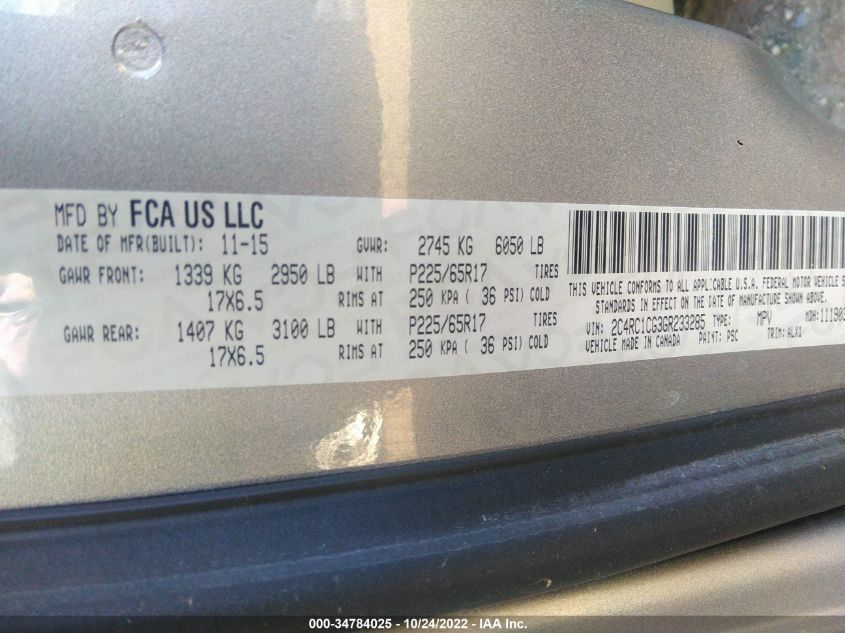 MFD BY FCA US LLC
DATE OF MFR(BUILT): 11-15 GVWR: 2745 KG 6050 LB
GAWR FRONT: 1339 KG 2950 LB WITH P225/65R17 TIRES
17X6.5 RIMS AT 250 KPA ( 36 PSI) COLD
GAWR REAR: 1407 KG 3100 LB WITH P225/65R17 TIRES
17X6.5 RIMS AT 250 KPA ( 36 PSI) COLD
THIS VEHICLE CONFORMS TO ALL APPLICABLE U.S.A. FEDERAL MOTOR VEHICLE S
STANDARDS IN EFFECT ON THE DATE OF MANUFACTURE SHOWN ABOVE.
VIN: 2C4RC1CG3GR233285 TYPE: MPV MDH: 111903
VEHICLE MADE IN CANADA PAINT: PSC TRIM: ALX1
000-34784025 - 10/24/2022 - IAA Inc.